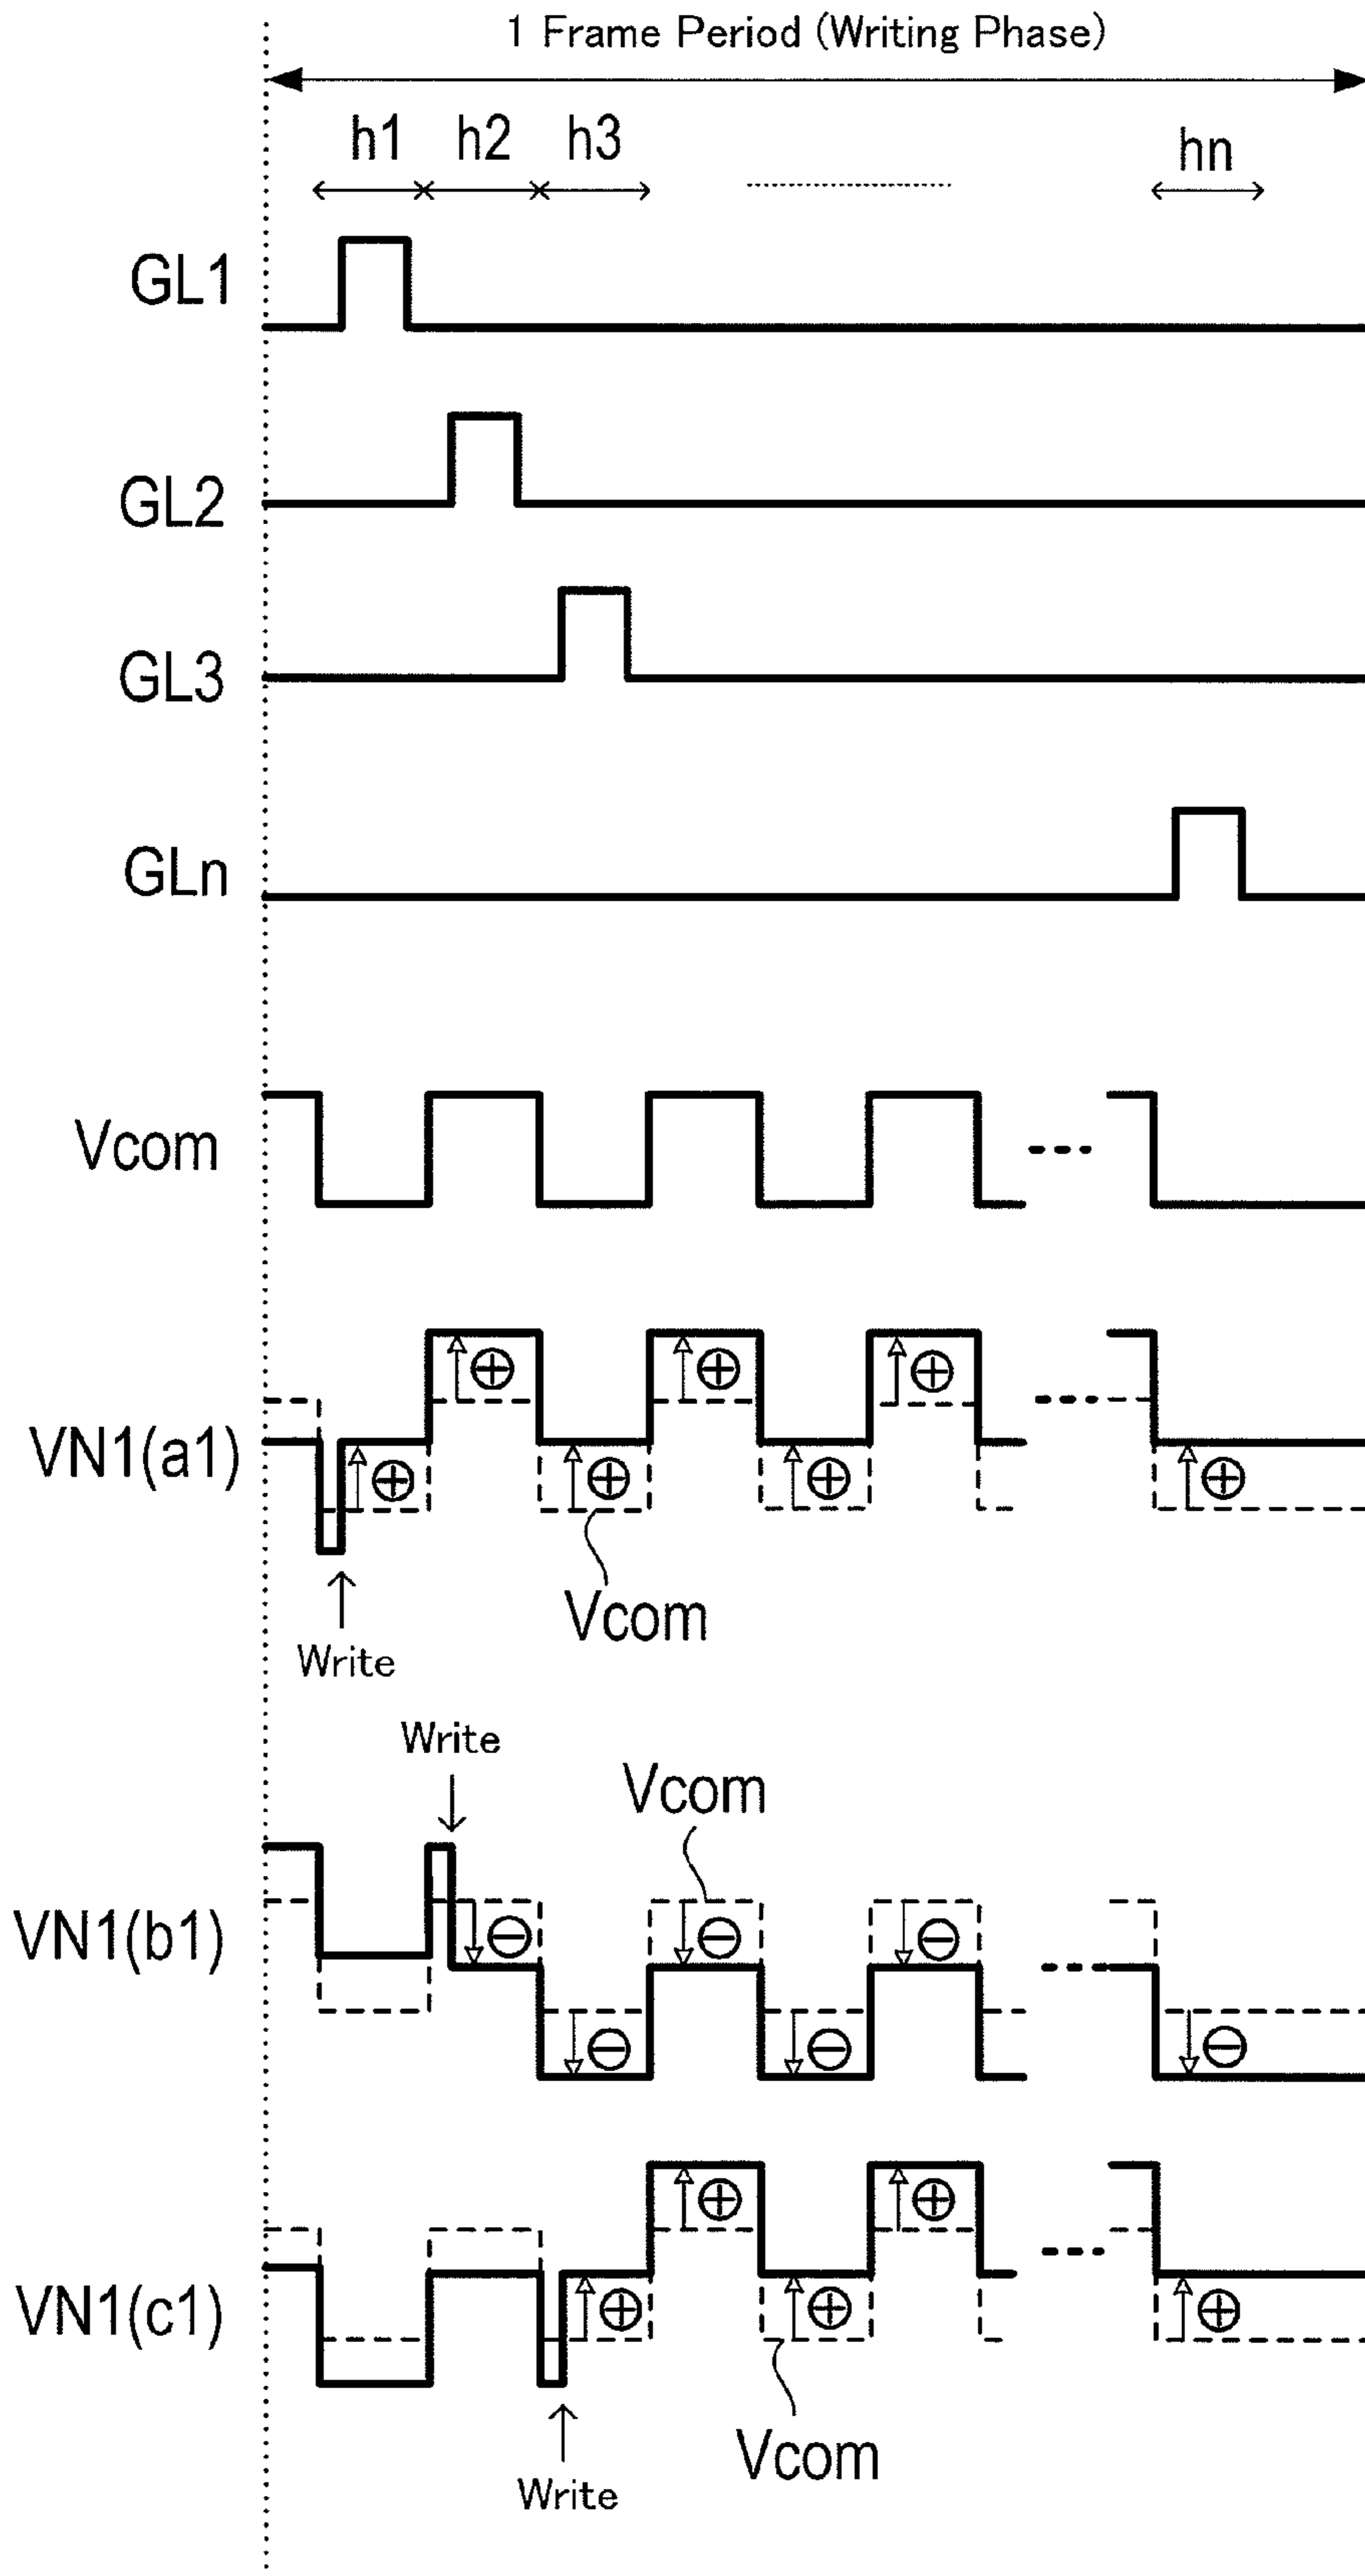 1 Frame Period (Writing Phase)
h1 h2 h3 hn
GL1
GL2
GL3
GLn
Vcom
⊕ ⊕ ⊕
VN1(a1)
⊕ ⊕ ⊕ ⊕
Vcom
Write
Write
Vcom
VN1(b1)
⊖ ⊖ ⊖
⊖ ⊖ ⊖
⊕ ⊕
VN1(c1)
⊕ ⊕ ⊕
Vcom
Write